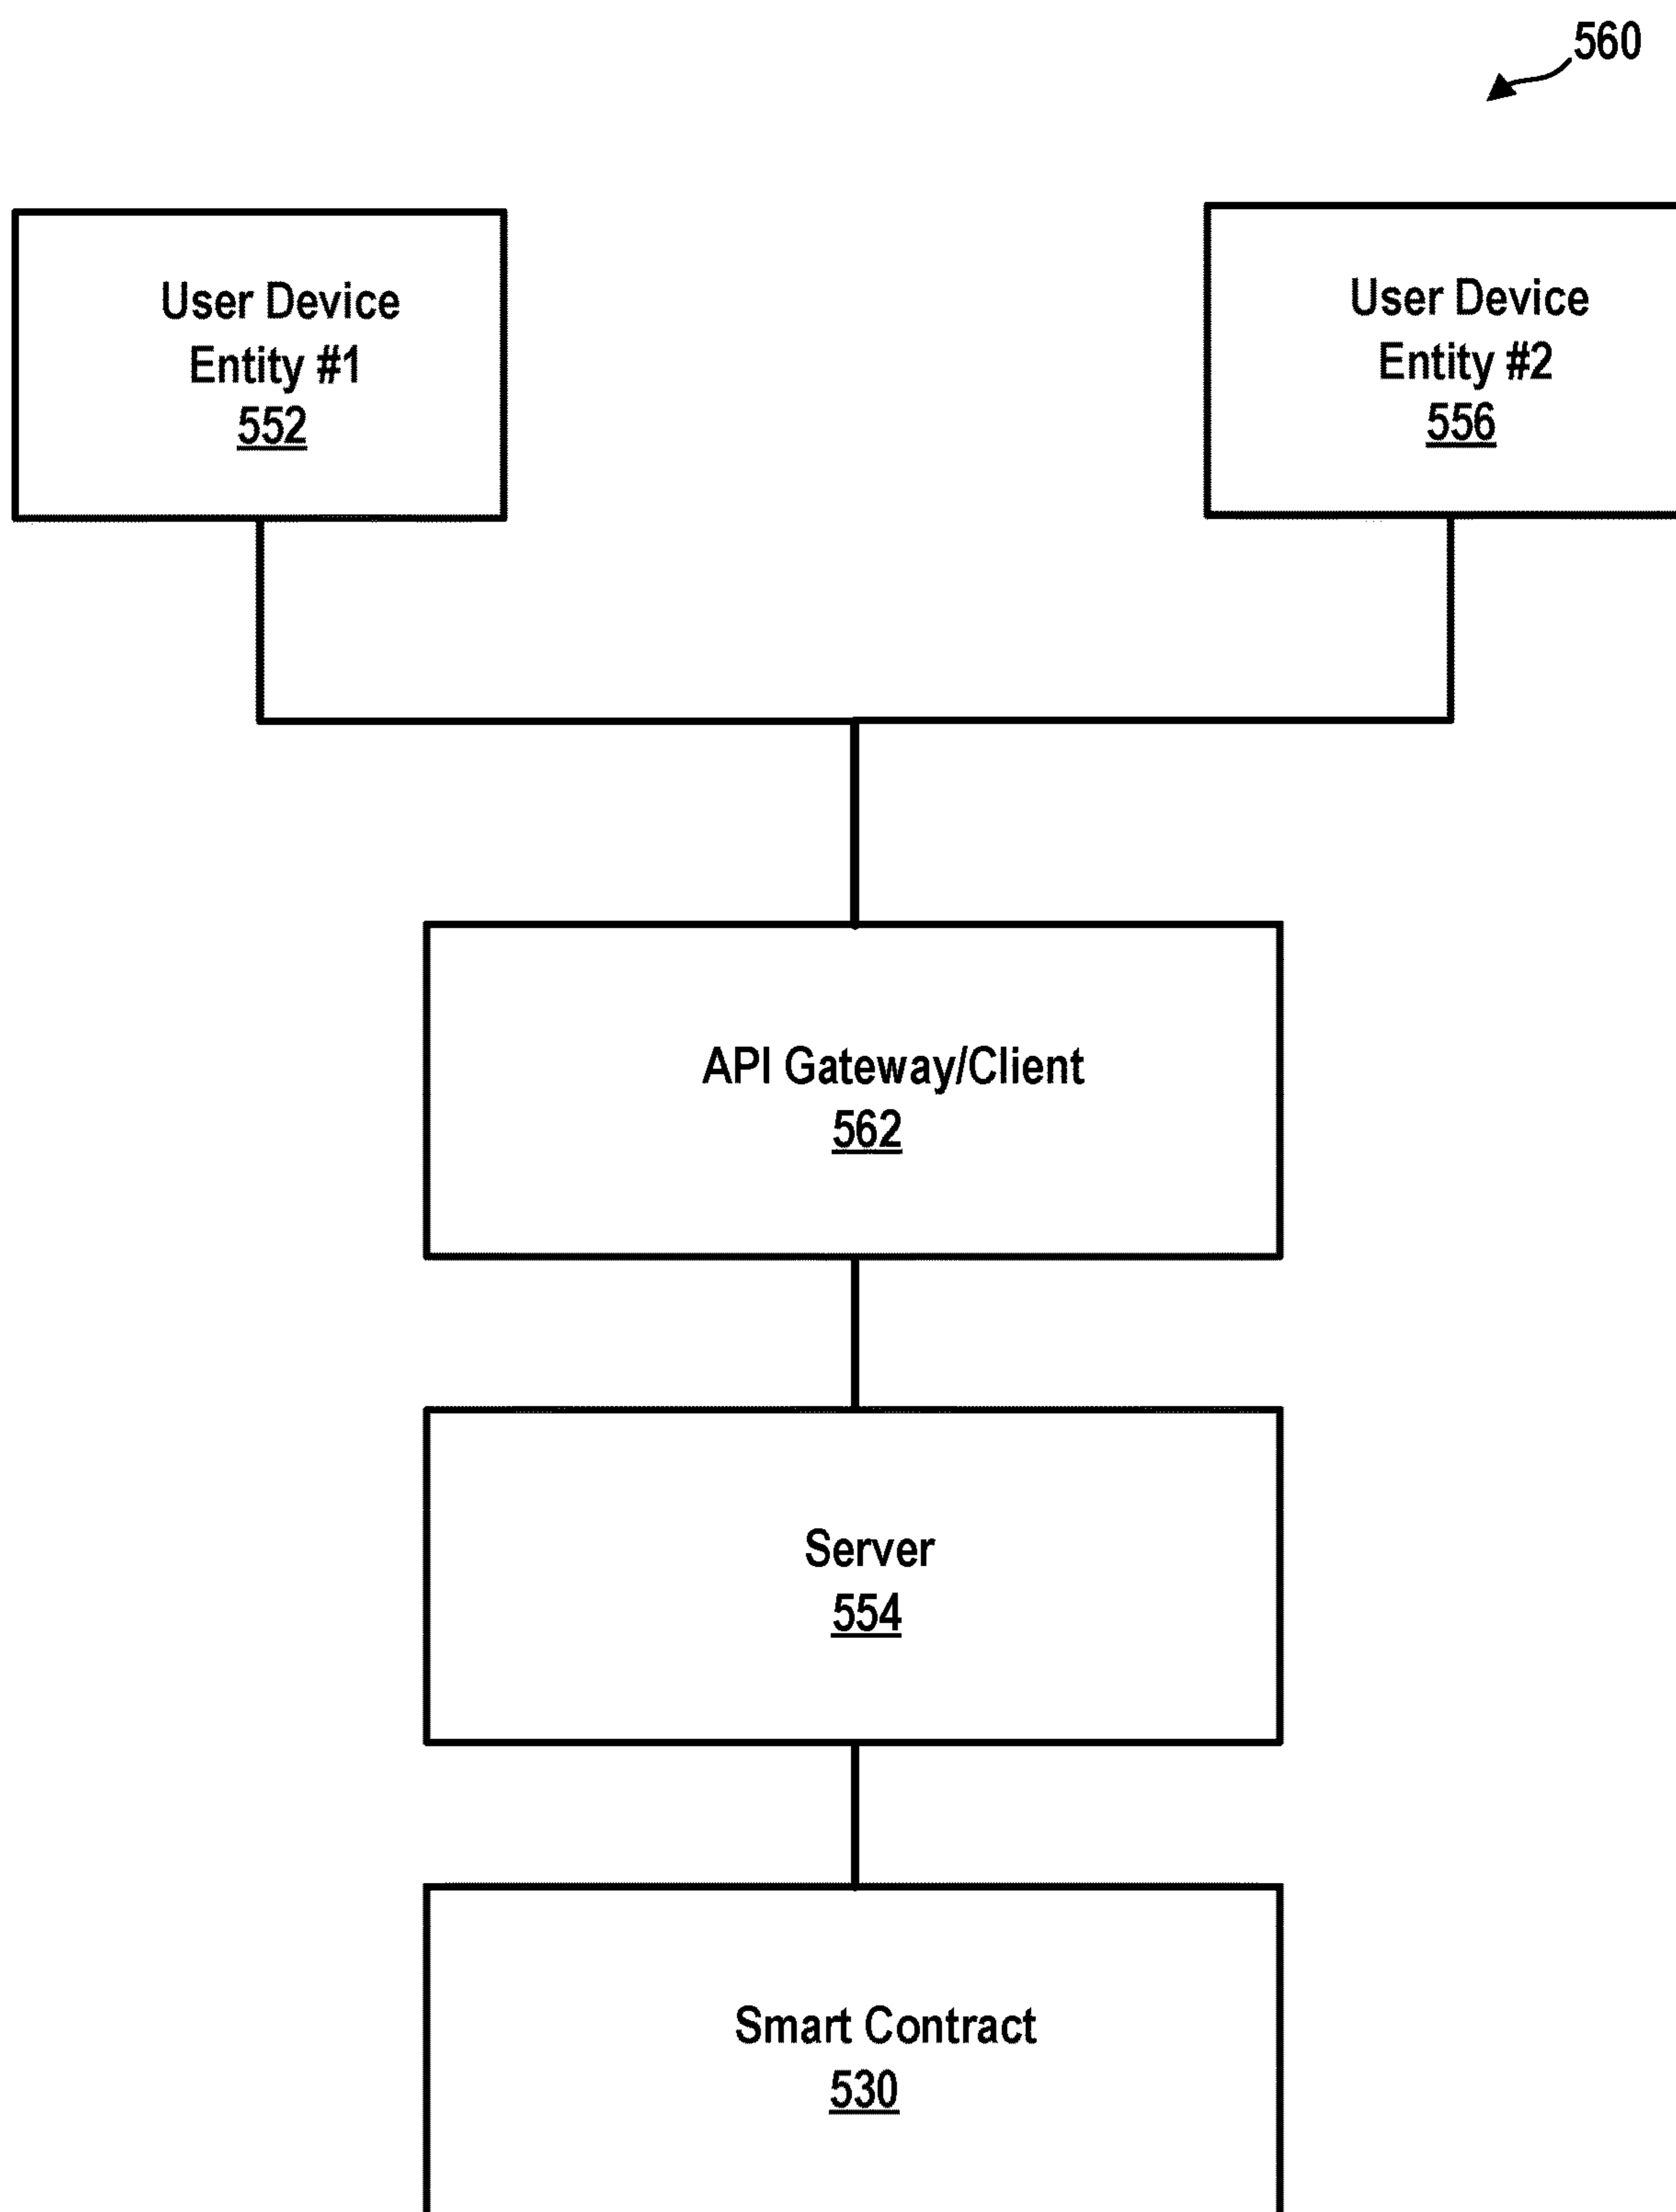 560
User Device
Entity #1
552
User Device
Entity #2
556
API Gateway/Client
562
Server
554
Smart Contract
530